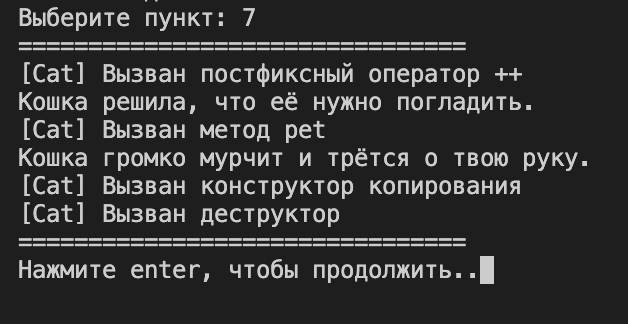 Выберите пункт: 7
================================
[Cat] Вызван постфиксный оператор ++
Кошка решила, что её нужно погладить.
[Cat] Вызван метод pet
Кошка громко мурчит и трётся о твою руку.
[Cat] Вызван конструктор копирования
[Cat] Вызван деструктор
================================
Нажмите enter, чтобы продолжить..